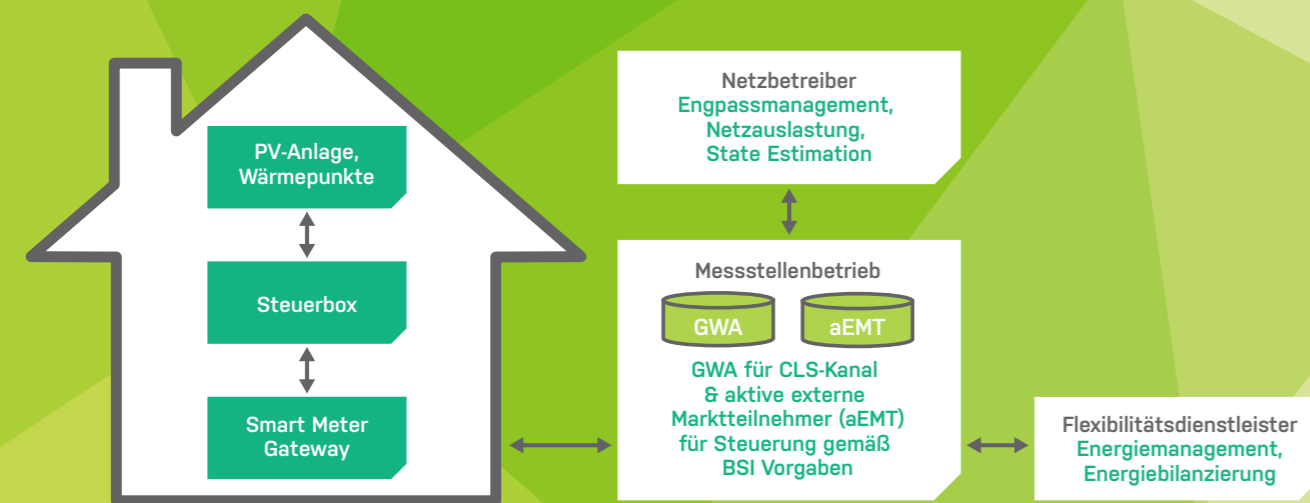 PV-Anlage,
Wärmepunkte
Steuerbox
Smart Meter
Gateway
Netzbetreiber
Engpassmanagement,
Netzauslastung,
State Estimation
Messstellenbetrieb
GWA
aEMT
GWA für CLS-Kanal
& aktive externe
Marktteilnehmer (aEMT)
für Steuerung gemäß
BSI Vorgaben
Flexibilitätsdienstleister
Energiemanagement,
Energiebilanzierung